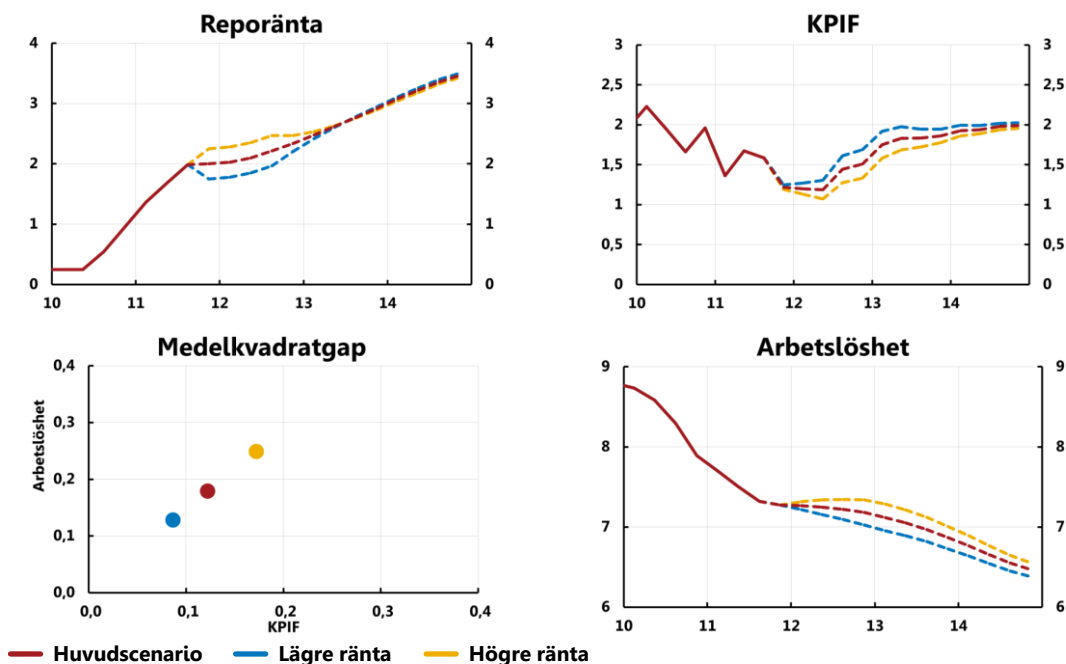 Reporänta
4 4
3 3
2 2
1 1
0 0
10 11 12 13 14
KPIF
3 3
2,5 2,5
2 2
1,5 1,5
1 1
0,5 0,5
0 0
10 11 12 13 14
Medelkvadratgap
Arbetslöshet
0,4
0,3
0,2
0,1
0,0
0,0 0,1 0,2 0,3 0,4
KPIF
Arbetslöshet
9 9
8 8
7 7
6 6
10 11 12 13 14
Huvudscenario Lägre ränta Högre ränta